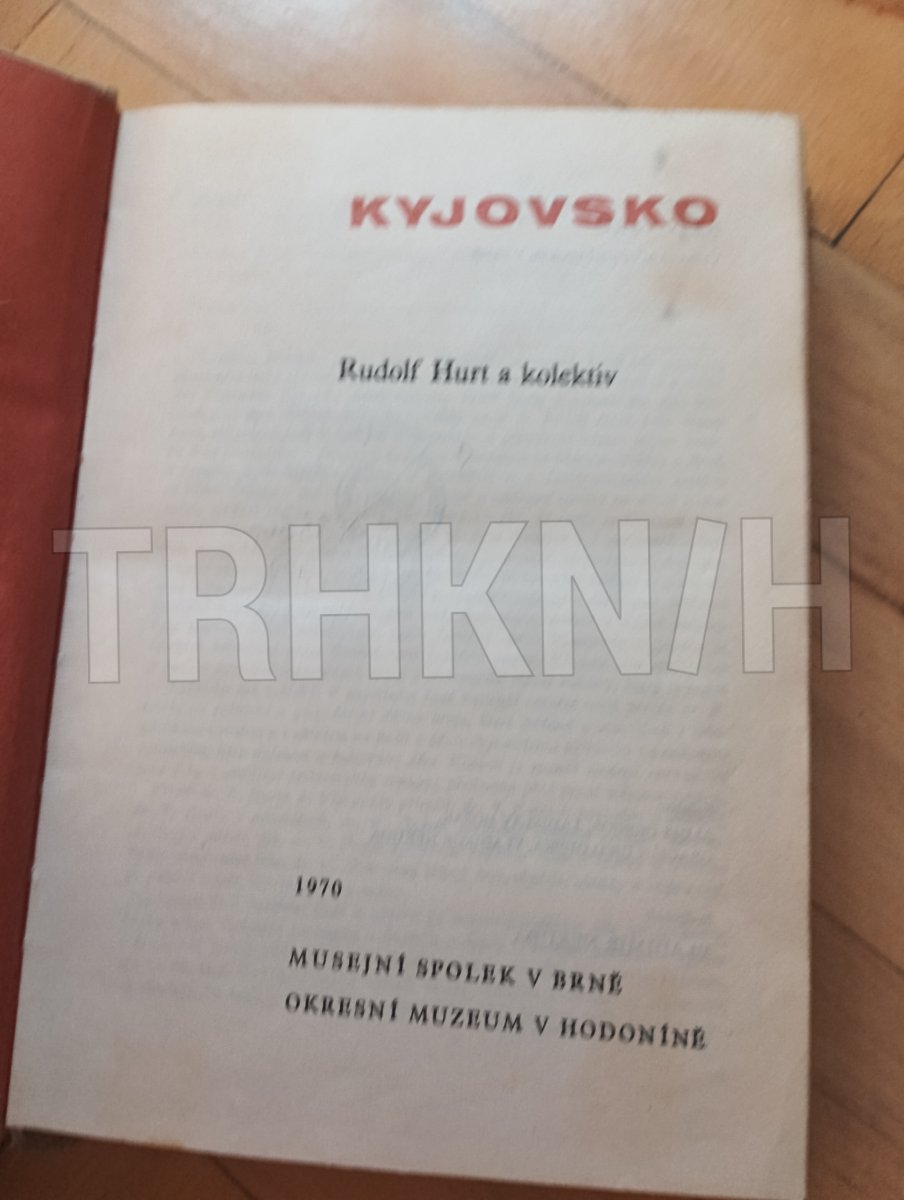 KYJOVSKO
Rudolf Hurt a kolektiv
TRHKNIH
1970
MUSEJNÍ SPOLEK V BRNĚ
OKRESNÍ MUZEUM V HODONÍNĚ